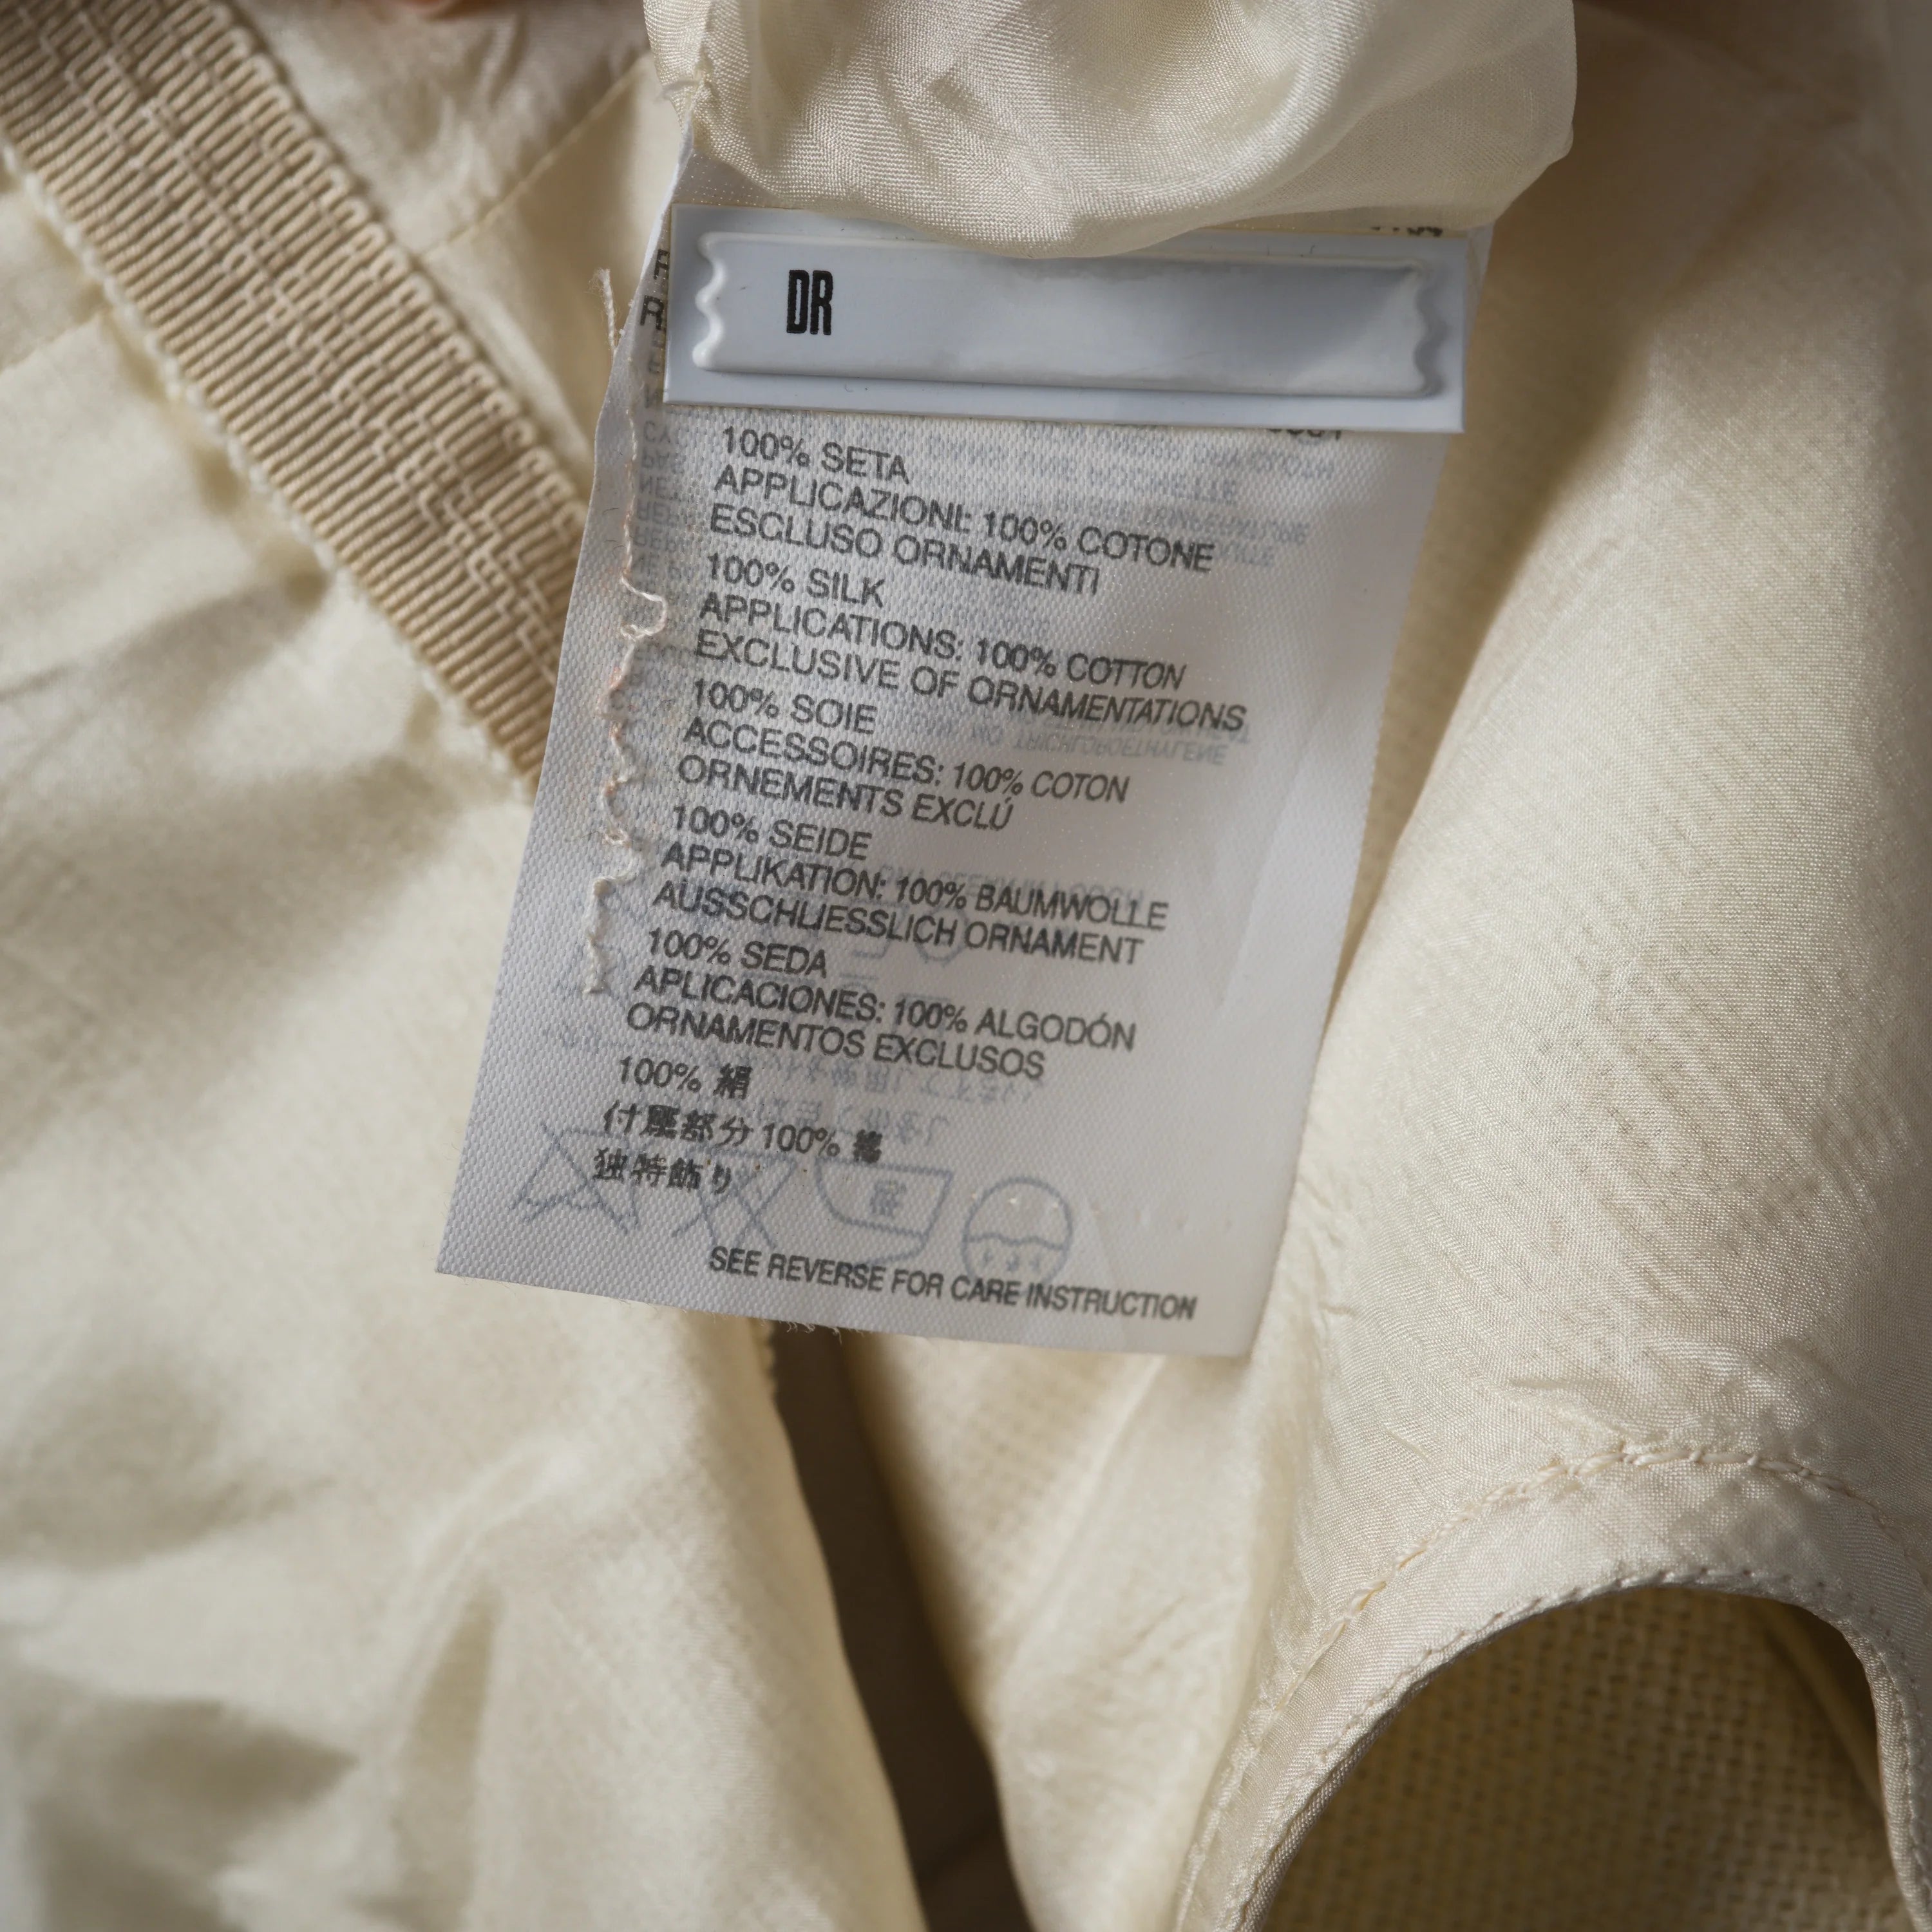 DR
100% SETA
APPLICAZIONI: 100% COTONE
ESCLUSO ORNAMENTI
100% SILK
APPLICATIONS: 100% COTTON
EXCLUSIVE OF ORNAMENTATIONS
100% SOIE
ACCESSOIRES: 100% COTON
ORNEMENTS EXCLÚ
100% SEIDE
APPLIKATION: 100% BAUMWOLLE
AUSSCHLIESSLICH ORNAMENT
100% SEDA
APLICACIONES: 100% ALGODÓN
ORNAMENTOS EXCLUSOS
100% 絹
付属部分 100% 綿
独特飾り
SEE REVERSE FOR CARE INSTRUCTION